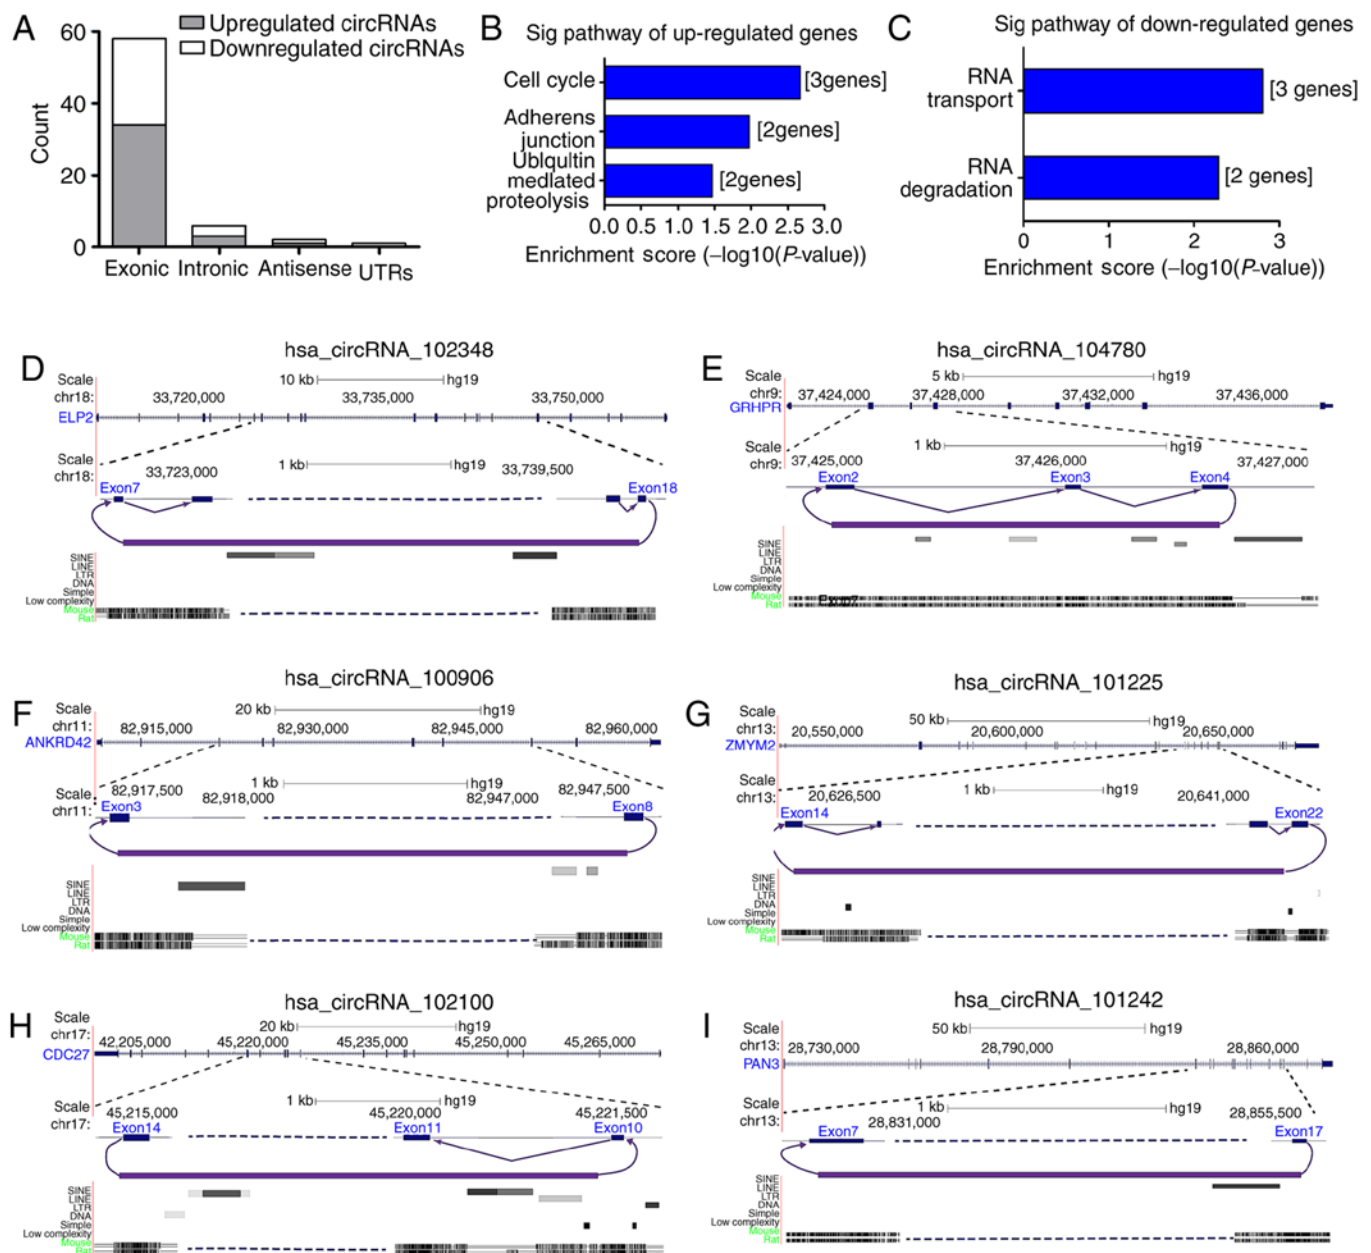 A
Upregulated circRNAs
Downregulated circRNAs
60
40
20
0
Count
Exonic Intronic Antisense UTRs
B
Sig pathway of up-regulated genes
Cell cycle
[3genes]
Adherens
junction
[2genes]
Ublqultin
medlated
proteolysis
[2genes]
0.0 0.5 1.0 1.5 2.0 2.5 3.0
Enrichment score (–log10(P-value))
C
Sig pathway of down-regulated genes
RNA
transport
[3 genes]
RNA
degradation
[2 genes]
0 1 2 3
Enrichment score (–log10(P-value))
D
hsa_circRNA_102348
Scale 10 kb hg19
chr18: 33,720,000 33,735,000 33,750,000
ELP2
Scale 1 kb hg19
chr18: 33,723,000 33,739,500
Exon7 Exon18
SINE
LINE
LTR
DNA
Simple
Low complexity
Mouse
Rat
E
hsa_circRNA_104780
Scale 5 kb hg19
chr9: 37,424,000 37,428,000 37,432,000 37,436,000
GRHPR
Scale 1 kb hg19
chr9: 37,425,000 37,426,000 37,427,000
Exon2 Exon3 Exon4
SINE
LINE
LTR
DNA
Simple
Low complexity
Mouse
Rat
Exon7
F
hsa_circRNA_100906
Scale 20 kb hg19
chr11: 82,915,000 82,930,000 82,945,000 82,960,000
ANKRD42
Scale 1 kb hg19
chr11: 82,917,500 82,918,000 82,947,000 82,947,500
Exon3 Exon8
SINE
LINE
LTR
DNA
Simple
Low complexity
Mouse
Rat
G
hsa_circRNA_101225
Scale 50 kb hg19
chr13: 20,550,000 20,600,000 20,650,000
ZMYM2
Scale 1 kb hg19
chr13: 20,626,500 20,641,000
Exon14 Exon22
SINE
LINE
LTR
DNA
Simple
Low complexity
Mouse
Rat
H
hsa_circRNA_102100
Scale 20 kb hg19
chr17: 42,205,000 45,220,000 45,235,000 45,250,000 45,265,000
CDC27
Scale 1 kb hg19
chr17: 45,215,000 45,220,000 45,221,500
Exon14 Exon11 Exon10
SINE
LINE
LTR
DNA
Simple
Low complexity
Mouse
Rat
I
hsa_circRNA_101242
Scale 50 kb hg19
chr13: 28,730,000 28,790,000 28,860,000
PAN3
Scale 1 kb hg19
chr13: 28,831,000 28,855,500
Exon7 Exon17
SINE
LINE
LTR
DNA
Simple
Low complexity
Mouse
Rat